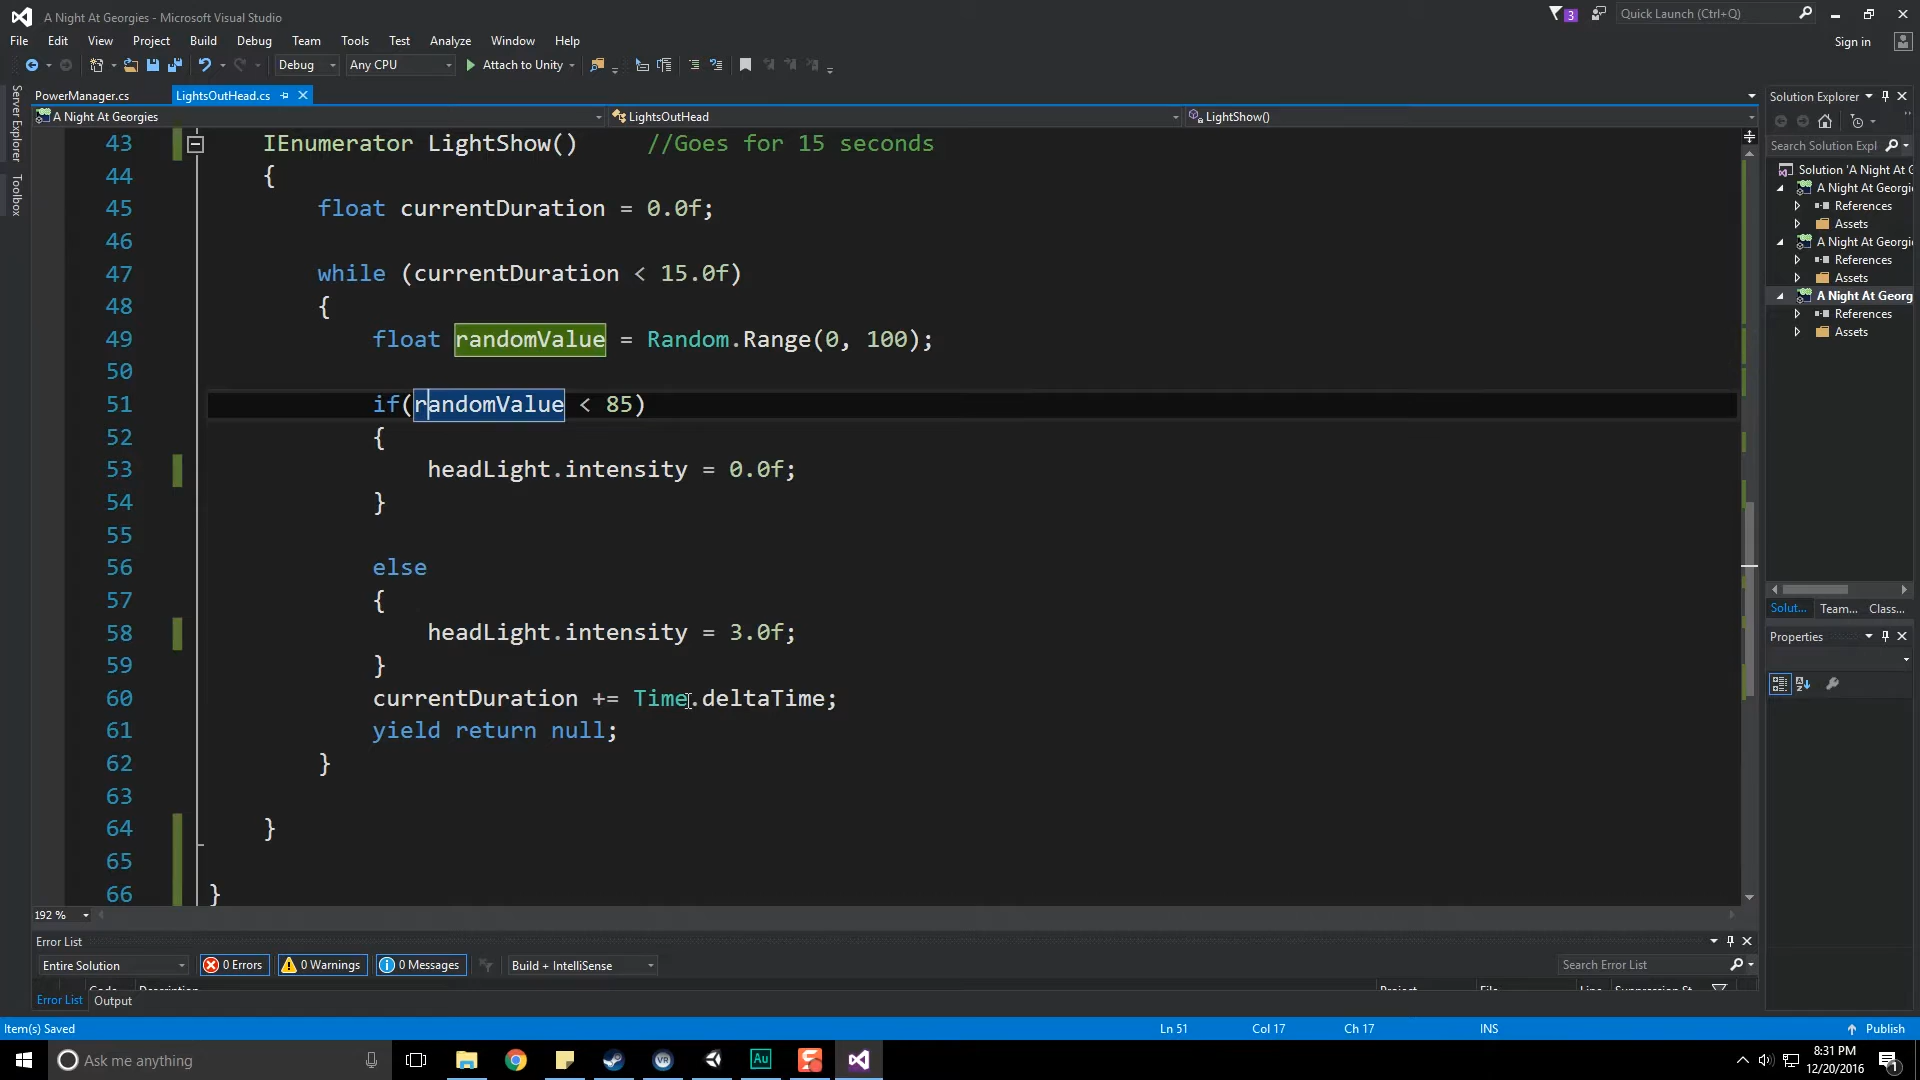 A Night At Georgies - Microsoft Visual Studio
3
Quick Launch (Ctrl+Q)
File Edit View Project Build Debug Team Tools Test Analyze Window Help
Sign in
Debug Any CPU Attach to Unity
Server Explorer
Toolbox
PowerManager.cs LightsOutHead.cs
A Night At Georgies LightsOutHead LightShow()
43 IEnumerator LightShow() //Goes for 15 seconds
44 {
45 float currentDuration = 0.0f;
46
47 while (currentDuration < 15.0f)
48 {
49 float randomValue = Random.Range(0, 100);
50
51 if(randomValue < 85)
52 {
53 headLight.intensity = 0.0f;
54 }
55
56 else
57 {
58 headLight.intensity = 3.0f;
59 }
60 currentDuration += Time.deltaTime;
61 yield return null;
62 }
63
64 }
65
66 }
192 %
Solution Explorer
Search Solution Expl
Solution 'A Night At G
A Night At Georgie
References
Assets
A Night At Georgi
References
Assets
A Night At Georg
References
Assets
Solut... Team... Class...
Properties
Error List
Entire Solution 0 Errors 0 Warnings 0 Messages Build + IntelliSense Search Error List
Code Description Project File Line Suppression St
Error List Output
Item(s) Saved Ln 51 Col 17 Ch 17 INS Publish
Ask me anything
Au
8:31 PM
12/20/2016
1